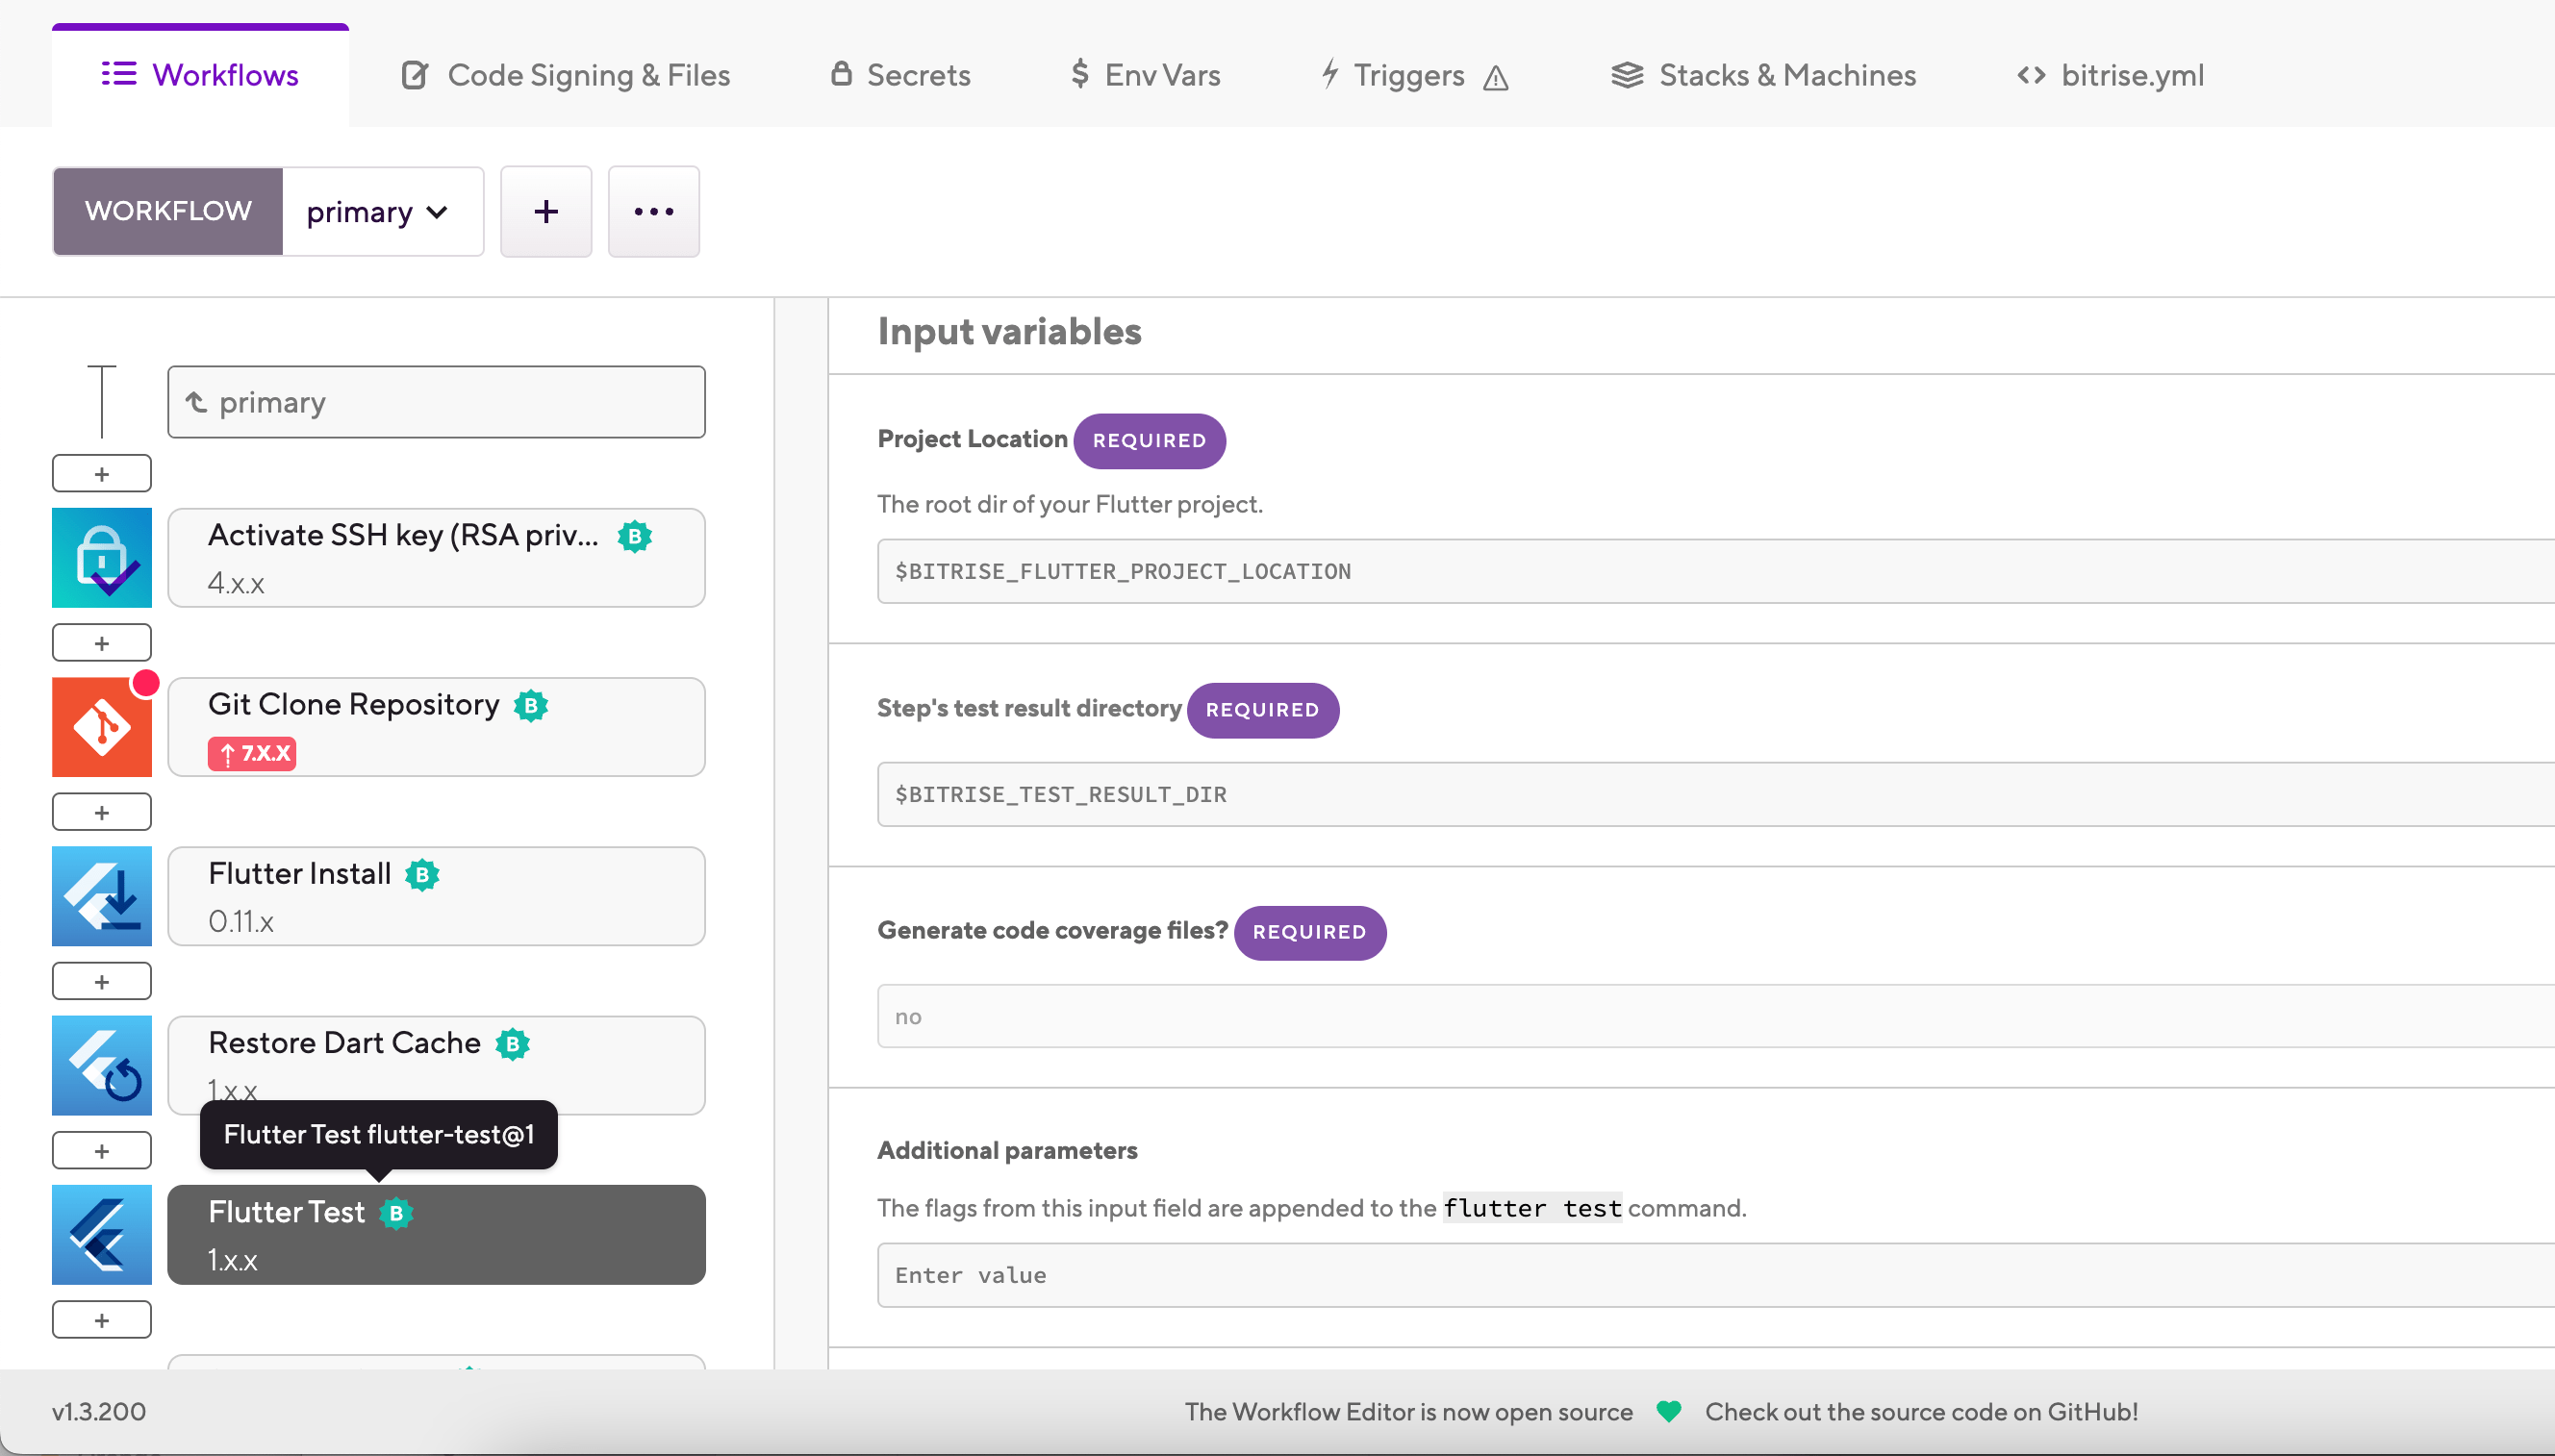 Workflows
Code Signing & Files
Secrets
$ Env Vars
Triggers
Stacks & Machines
<> bitrise.yml
WORKFLOW
primary
+
...
Input variables
primary
Project Location REQUIRED
+
The root dir of your Flutter project.
Activate SSH key (RSA priv... B
4.x.x
$BITRISE_FLUTTER_PROJECT_LOCATION
+
Step's test result directory REQUIRED
Git Clone Repository B
7.X.X
$BITRISE_TEST_RESULT_DIR
+
Flutter Install B
0.11.x
Generate code coverage files? REQUIRED
+
no
Restore Dart Cache B
1.x.x
Flutter Test flutter-test@1
+
Additional parameters
The flags from this input field are appended to the flutter test command.
Flutter Test B
1.x.x
Enter value
+
v1.3.200
The Workflow Editor is now open source
Check out the source code on GitHub!